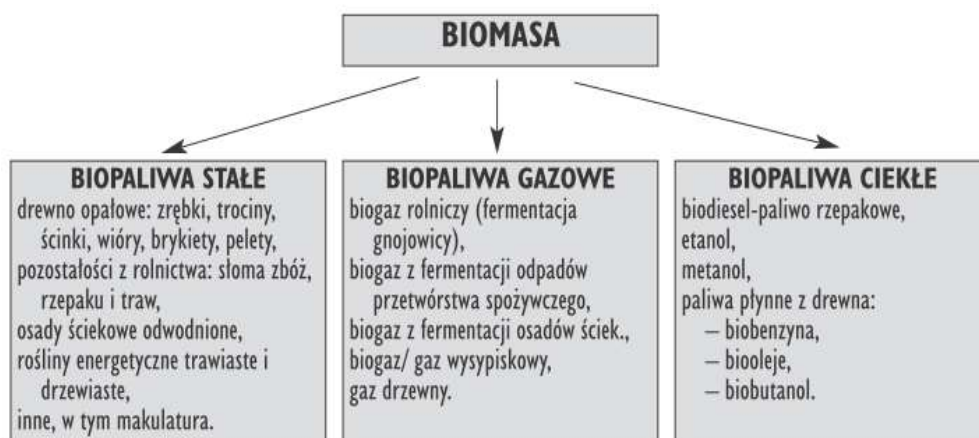 BIOMASA
BIOPALIWA STAŁE
drewno opałowe: zrębki, trociny,
ścinki, wióry, brykiety, pelety,
pozostałości z rolnictwa: słoma zbóż,
rzepaku i traw,
osady ściekowe odwodnione,
rośliny energetyczne trawiaste i
drzewiaste,
inne, w tym makulatura.
BIOPALIWA GAZOWE
biogaz rolniczy (fermentacja
gnojowicy),
biogaz z fermentacji odpadów
przetwórstwa spożywczego,
biogaz z fermentacji osadów ściek.,
biogaz/ gaz wysypiskowy,
gaz drzewny.
BIOPALIWA CIEKŁE
biodiesel-paliwo rzepakowe,
etanol,
metanol,
paliwa płynne z drewna:
– biobenzyna,
– biooleje,
– biobutanol.